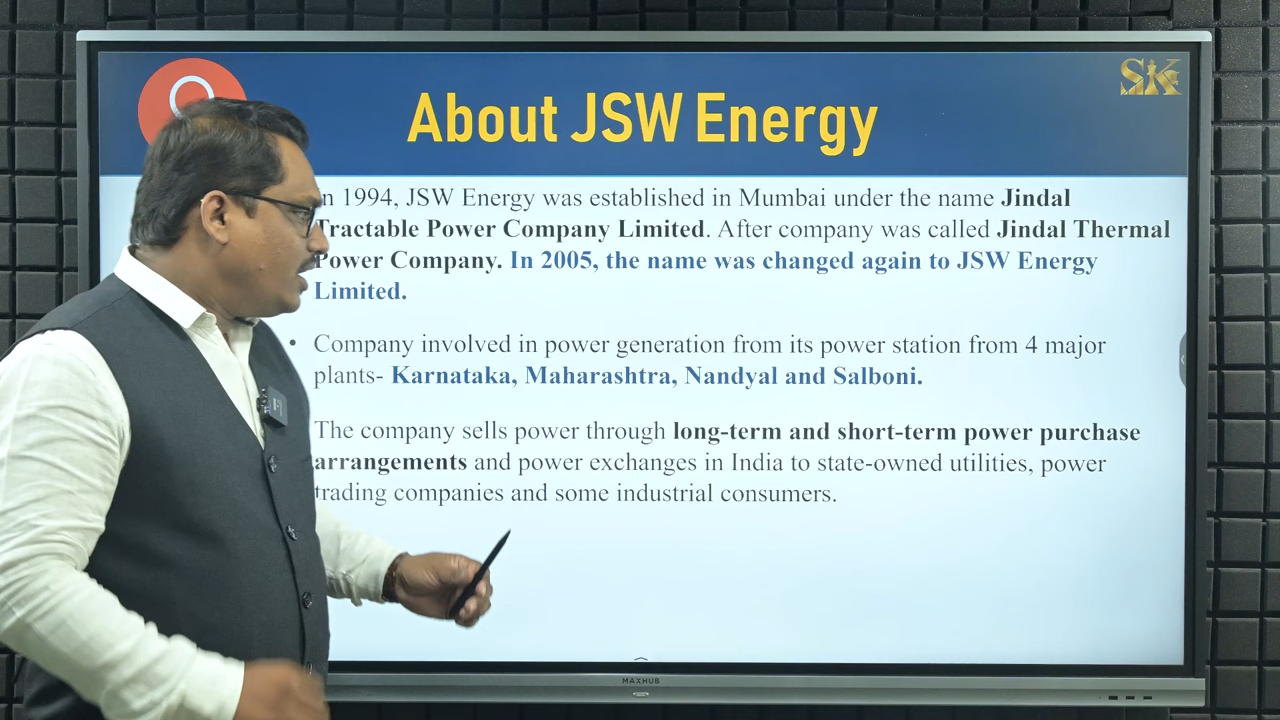 SK
About JSW Energy
In 1994, JSW Energy was established in Mumbai under the name Jindal
Tractable Power Company Limited. After company was called Jindal Thermal
Power Company. In 2005, the name was changed again to JSW Energy
Limited.
• Company involved in power generation from its power station from 4 major
plants- Karnataka, Maharashtra, Nandyal and Salboni.
The company sells power through long-term and short-term power purchase
arrangements and power exchanges in India to state-owned utilities, power
trading companies and some industrial consumers.
MAXHUB